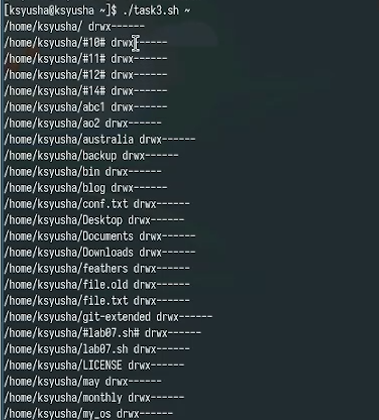 [ksyusha@ksyusha ~]$ ./task3.sh ~
/home/ksyusha/ drwx------
/home/ksyusha/#10# drwx------
/home/ksyusha/#11# drwx------
/home/ksyusha/#12# drwx------
/home/ksyusha/#14# drwx------
/home/ksyusha/abc1 drwx------
/home/ksyusha/ao2 drwx------
/home/ksyusha/australia drwx------
/home/ksyusha/backup drwx------
/home/ksyusha/bin drwx------
/home/ksyusha/blog drwx------
/home/ksyusha/conf.txt drwx------
/home/ksyusha/Desktop drwx------
/home/ksyusha/Documents drwx------
/home/ksyusha/Downloads drwx------
/home/ksyusha/feathers drwx------
/home/ksyusha/file.old drwx------
/home/ksyusha/file.txt drwx------
/home/ksyusha/git-extended drwx------
/home/ksyusha/#lab07.sh# drwx------
/home/ksyusha/lab07.sh drwx------
/home/ksyusha/LICENSE drwx------
/home/ksyusha/may drwx------
/home/ksyusha/monthly drwx------
/home/ksyusha/my_os drwx------